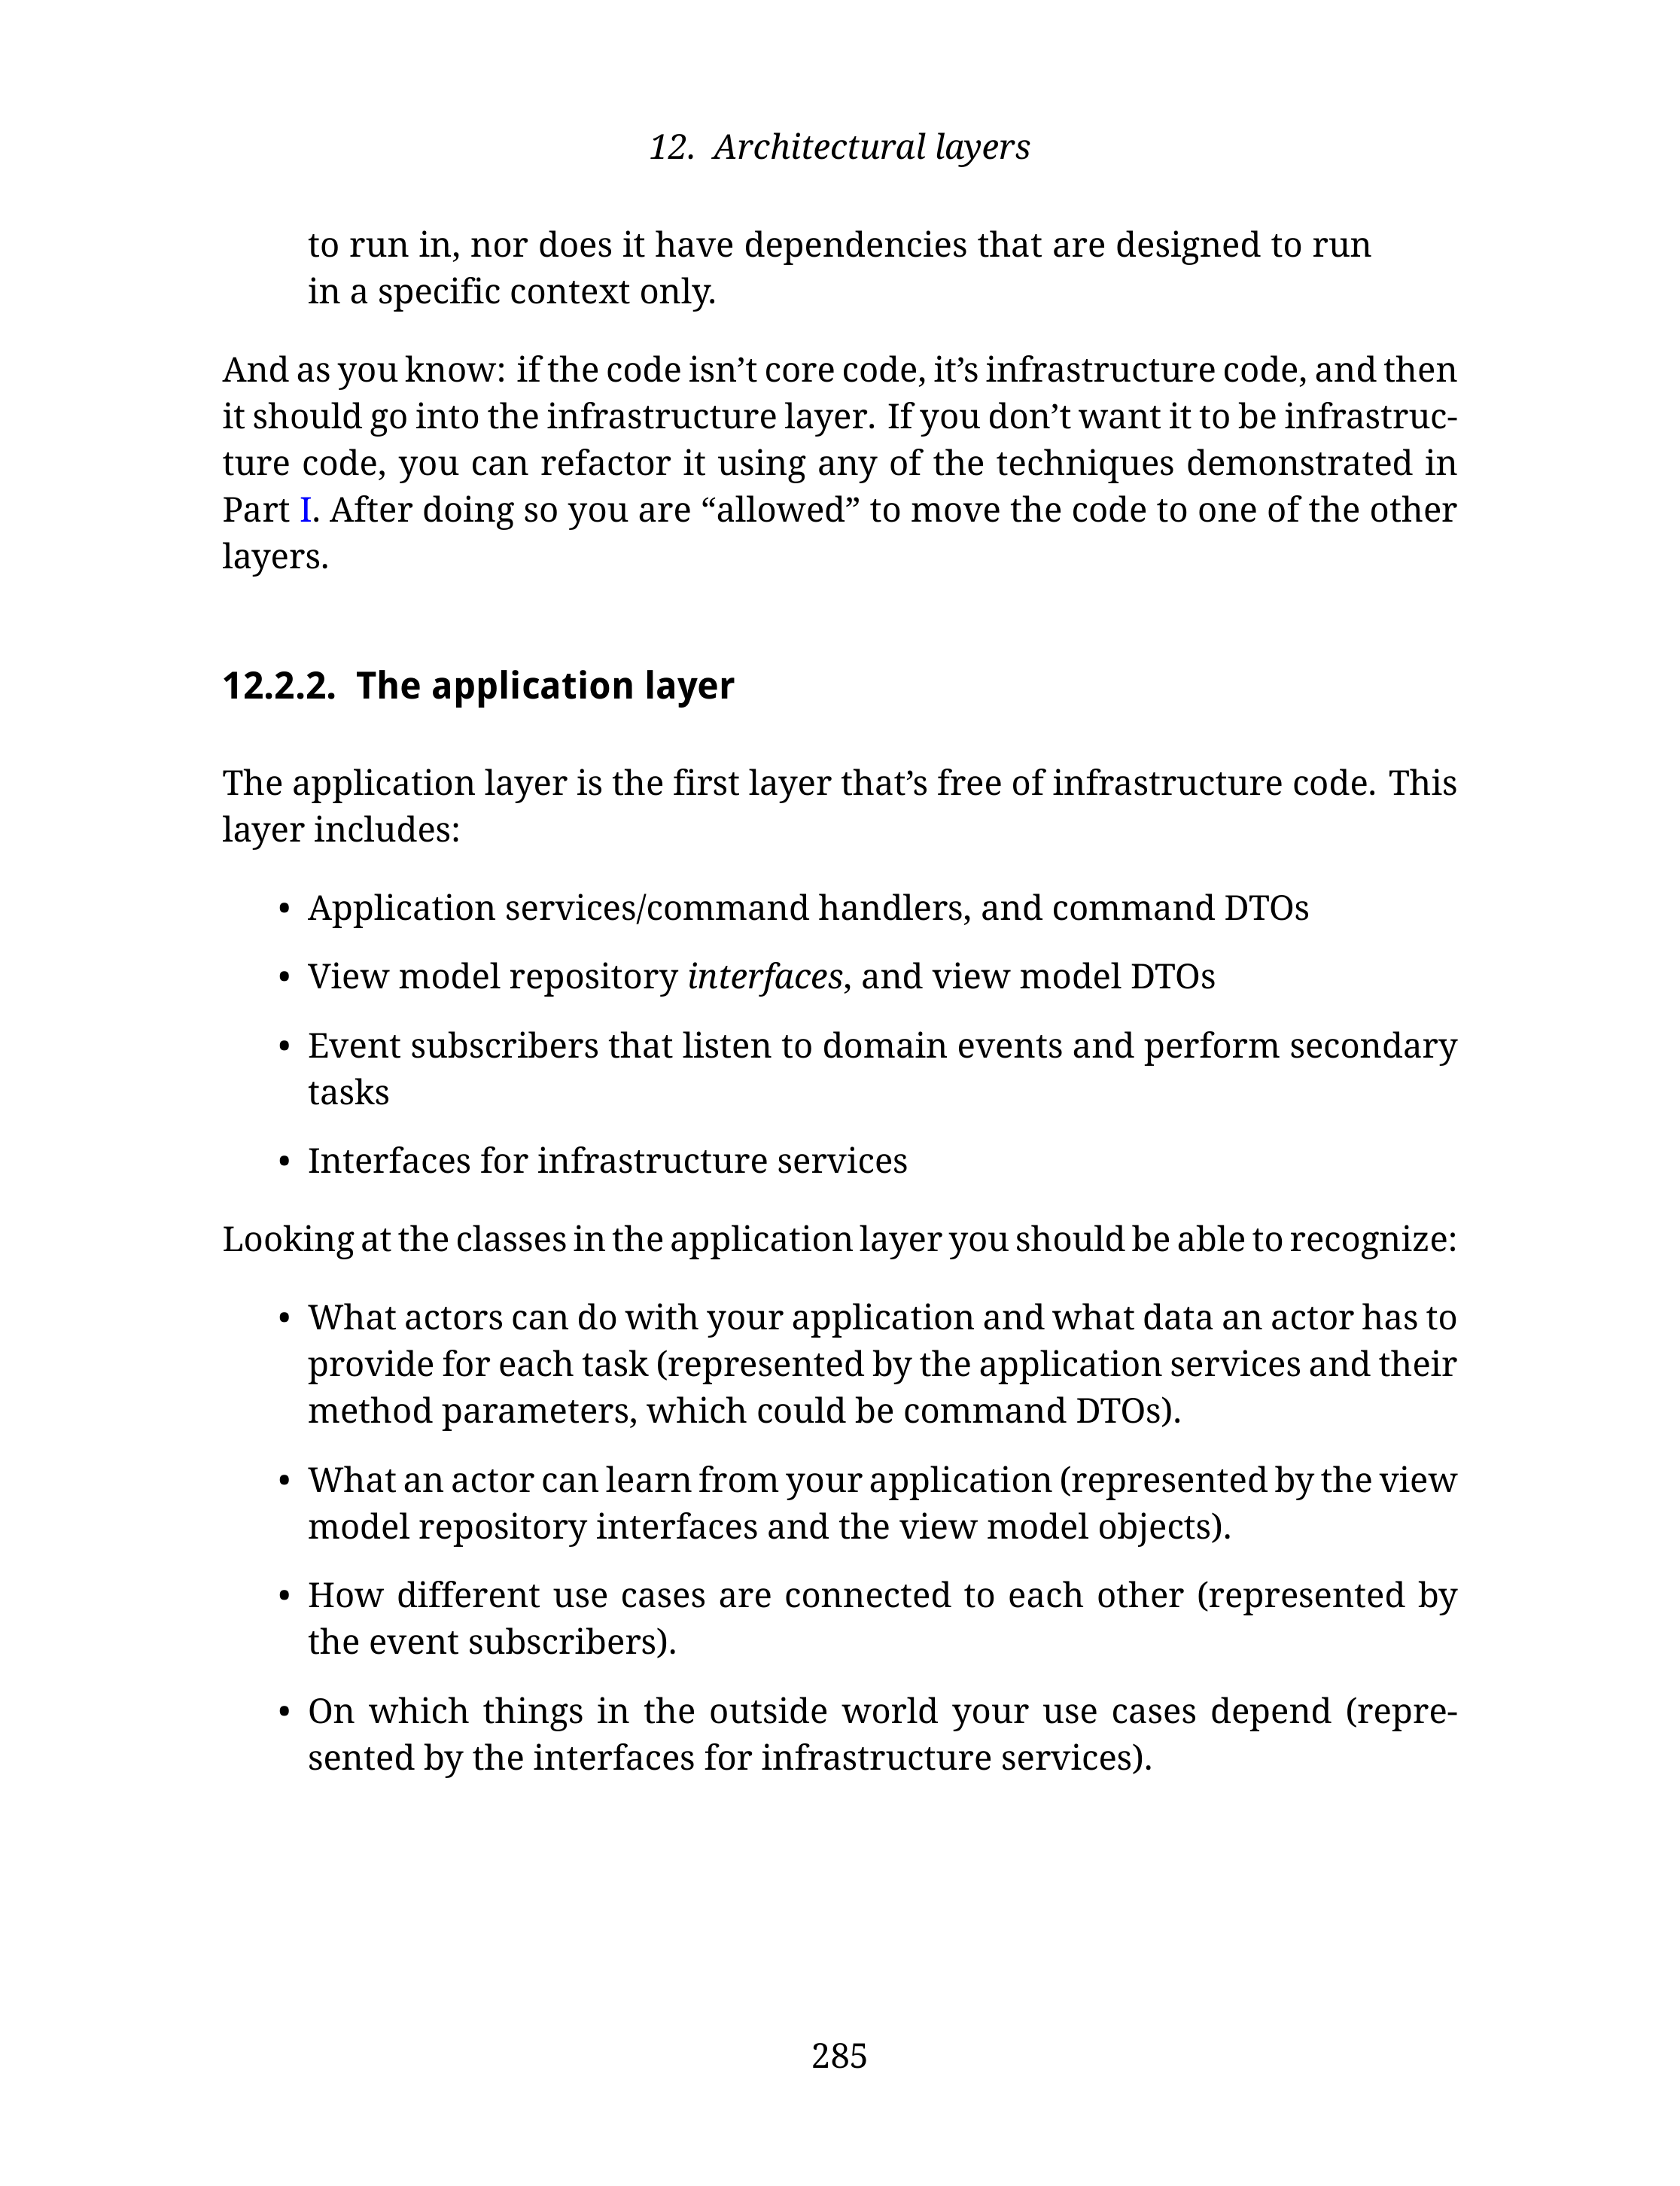 12. Architectural layers
to run in, nor does it have dependencies that are designed to run
in a specific context only.
And as you know: if the code isn’t core code, it’s infrastructure code, and then
it should go into the infrastructure layer. If you don’t want it to be infrastruc-
ture code, you can refactor it using any of the techniques demonstrated in
Part I. After doing so you are “allowed” to move the code to one of the other
layers.
12.2.2. The application layer
The application layer is the first layer that’s free of infrastructure code. This
layer includes:
• Application services/command handlers, and command DTOs
• View model repository interfaces, and view model DTOs
• Event subscribers that listen to domain events and perform secondary
tasks
• Interfaces for infrastructure services
Looking at the classes in the application layer you should be able to recognize:
• What actors can do with your application and what data an actor has to
provide for each task (represented by the application services and their
method parameters, which could be command DTOs).
• What an actor can learn from your application (represented by the view
model repository interfaces and the view model objects).
• How different use cases are connected to each other (represented by
the event subscribers).
• On which things in the outside world your use cases depend (repre-
sented by the interfaces for infrastructure services).
285